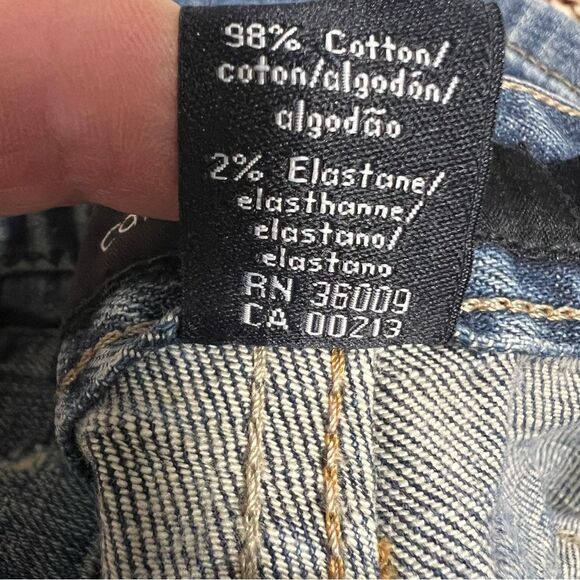 98% Cotton/
coton/algodón/
algodão
2% Elastane/
elasthanne/
elastano/
elastano
RN 36009
CA 00213